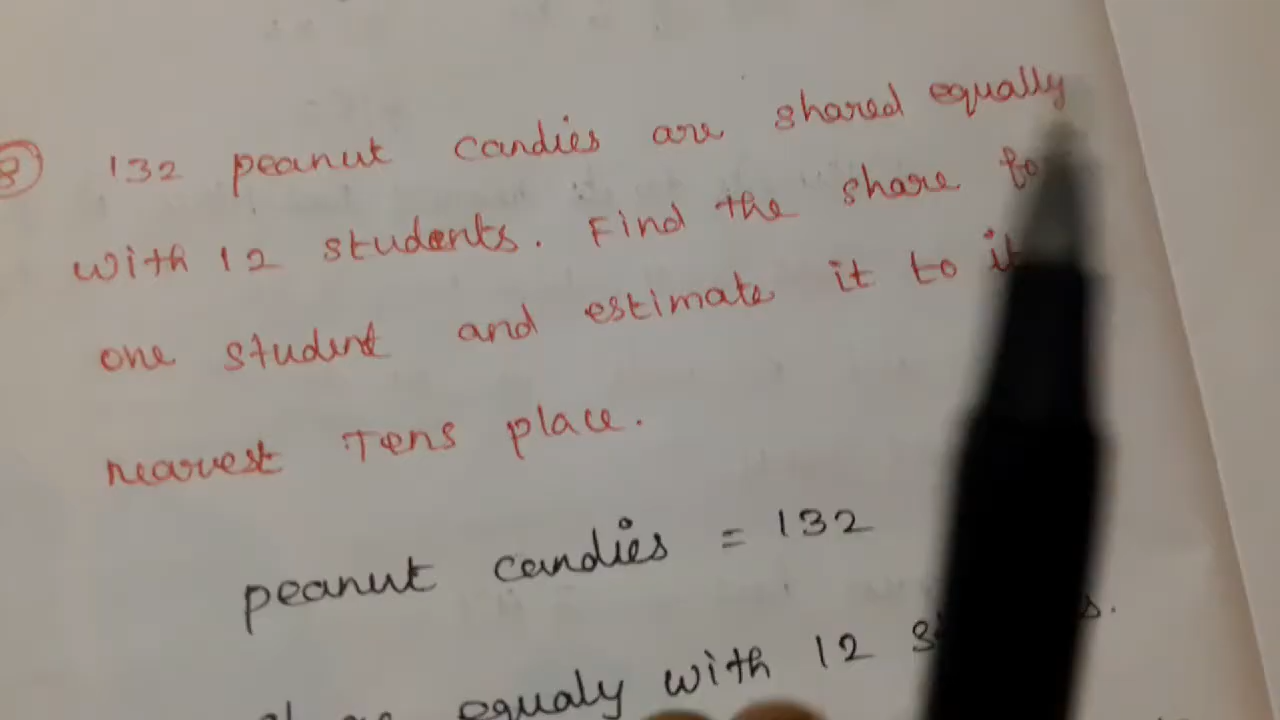 8 132 peanut candies are shared equally
with 12 students. Find the share
one student and estimate it to
nearest Tens place.
peanut candies = 132
equaly with 12